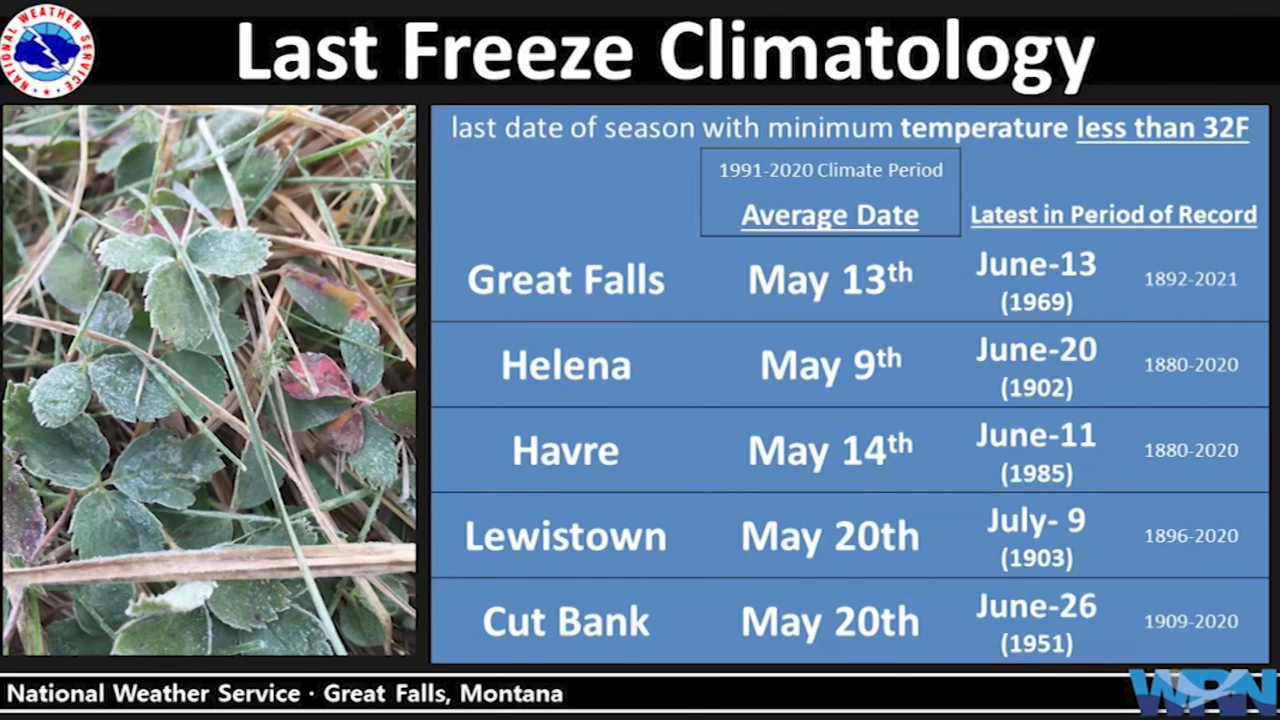 NATIONAL WEATHER SERVICE
Last Freeze Climatology
last date of season with minimum temperature less than 32F
1991-2020 Climate Period
Average Date
Latest in Period of Record
Great Falls
May 13th
June-13
(1969)
1892-2021
Helena
May 9th
June-20
(1902)
1880-2020
Havre
May 14th
June-11
(1985)
1880-2020
Lewistown
May 20th
July- 9
(1903)
1896-2020
Cut Bank
May 20th
June-26
(1951)
1909-2020
National Weather Service · Great Falls, Montana
WRN